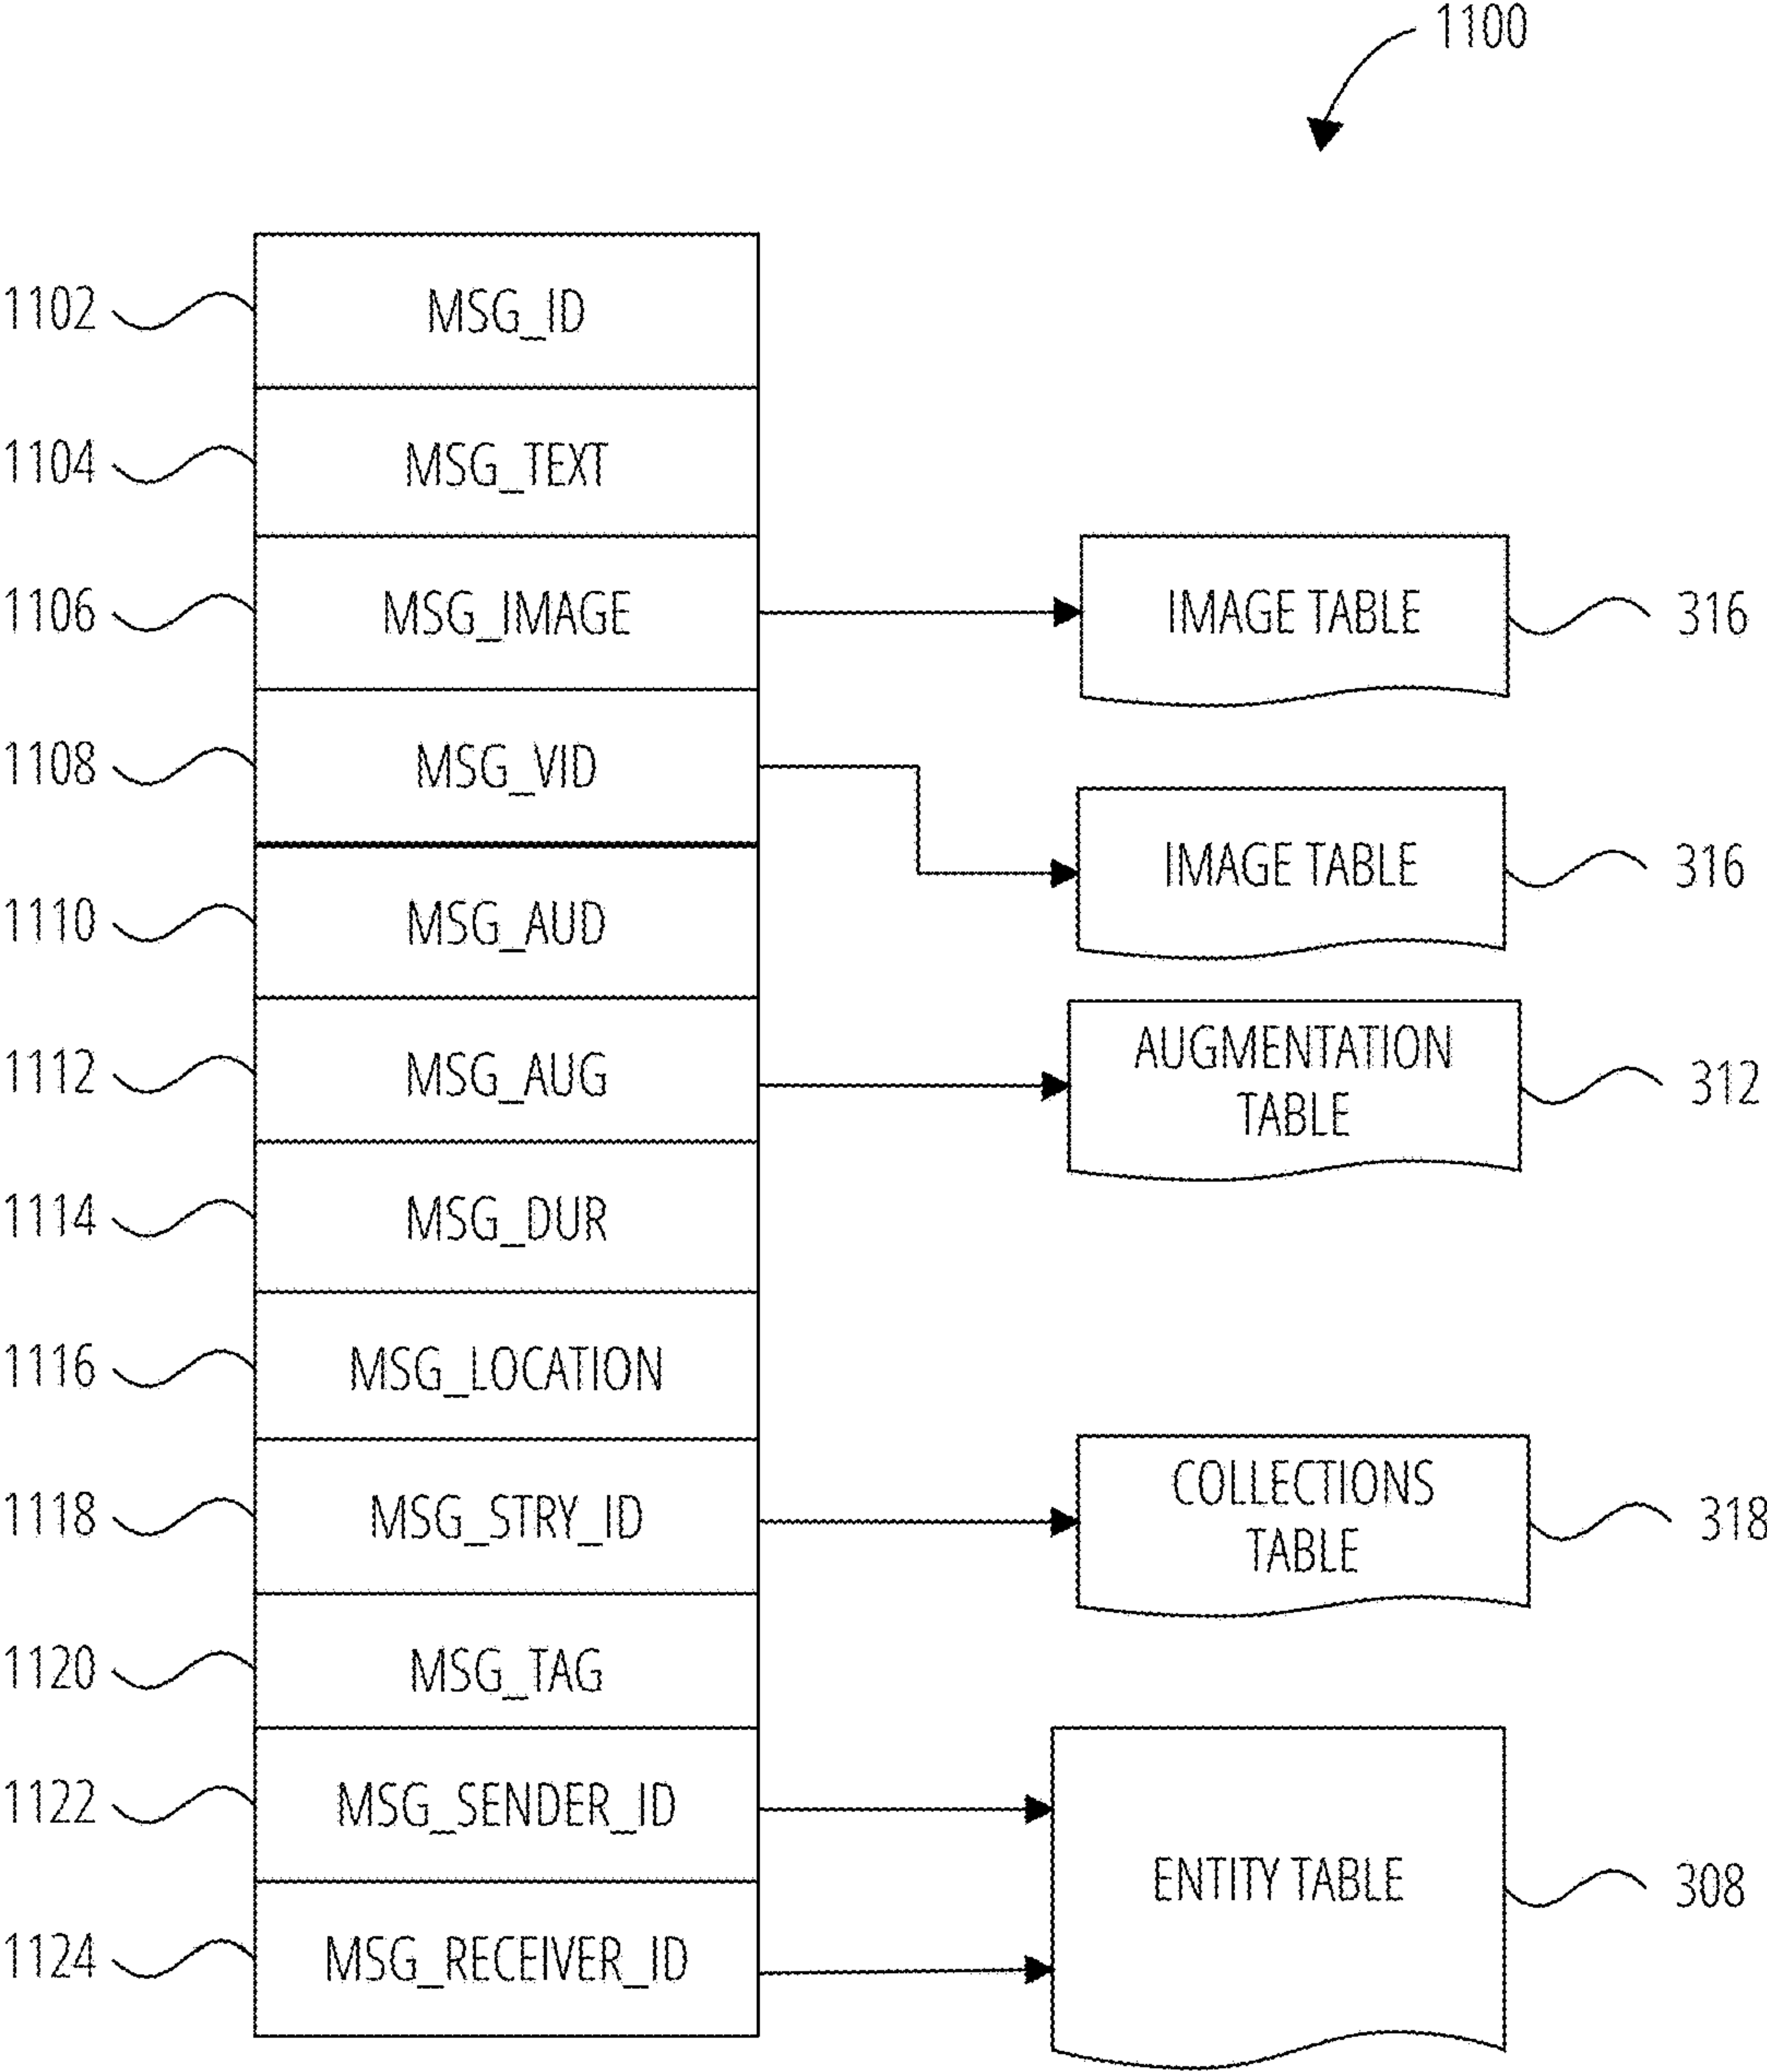 1100
1102 MSG_ID
1104 MSG_TEXT
1106 MSG_IMAGE IMAGE TABLE 316
1108 MSG_VID
IMAGE TABLE 316
1110 MSG_AUD
1112 MSG_AUG
AUGMENTATION
TABLE
312
1114 MSG_DUR
1116 MSG_LOCATION
1118 MSG_STRY_ID
COLLECTIONS
TABLE
318
1120 MSG_TAG
1122 MSG_SENDER_ID
ENTITY TABLE 308
1124 MSG_RECEIVER_ID